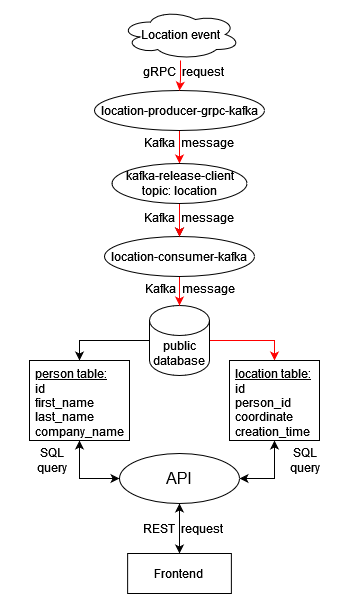 Location event
gRPC request
location-producer-grpc-kafka
Kafka message
kafka-release-client
topic: location
Kafka message
location-consumer-kafka
Kafka message
public
database
person table:
id
first_name
last_name
company_name
location table:
id
person_id
coordinate
creation_time
SQL
query
SQL
query
API
REST request
Frontend